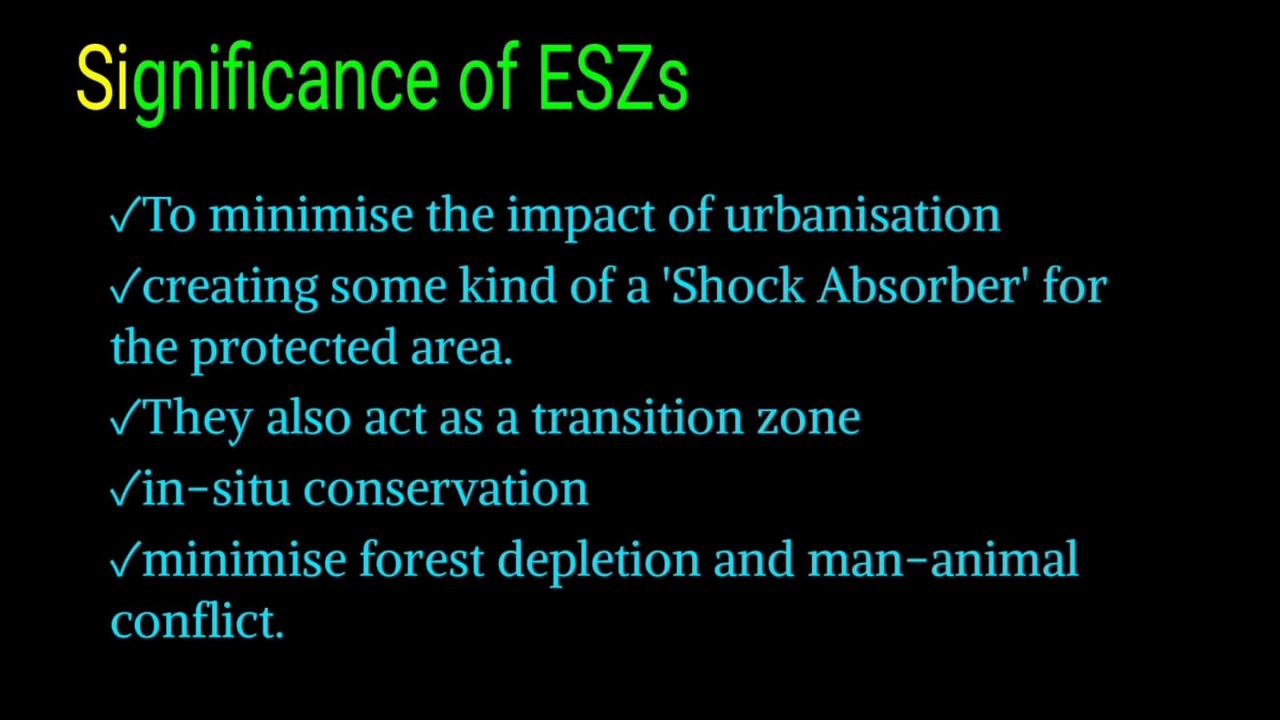 Significance of ESZs
✓To minimise the impact of urbanisation
✓creating some kind of a 'Shock Absorber' for
the protected area.
✓They also act as a transition zone
✓in-situ conservation
✓minimise forest depletion and man-animal
conflict.